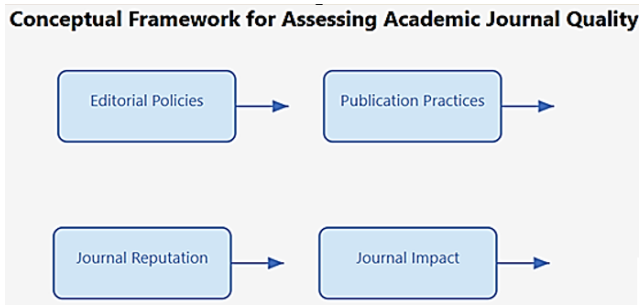 Conceptual Framework for Assessing Academic Journal Quality
Editorial Policies
Publication Practices
Journal Reputation
Journal Impact